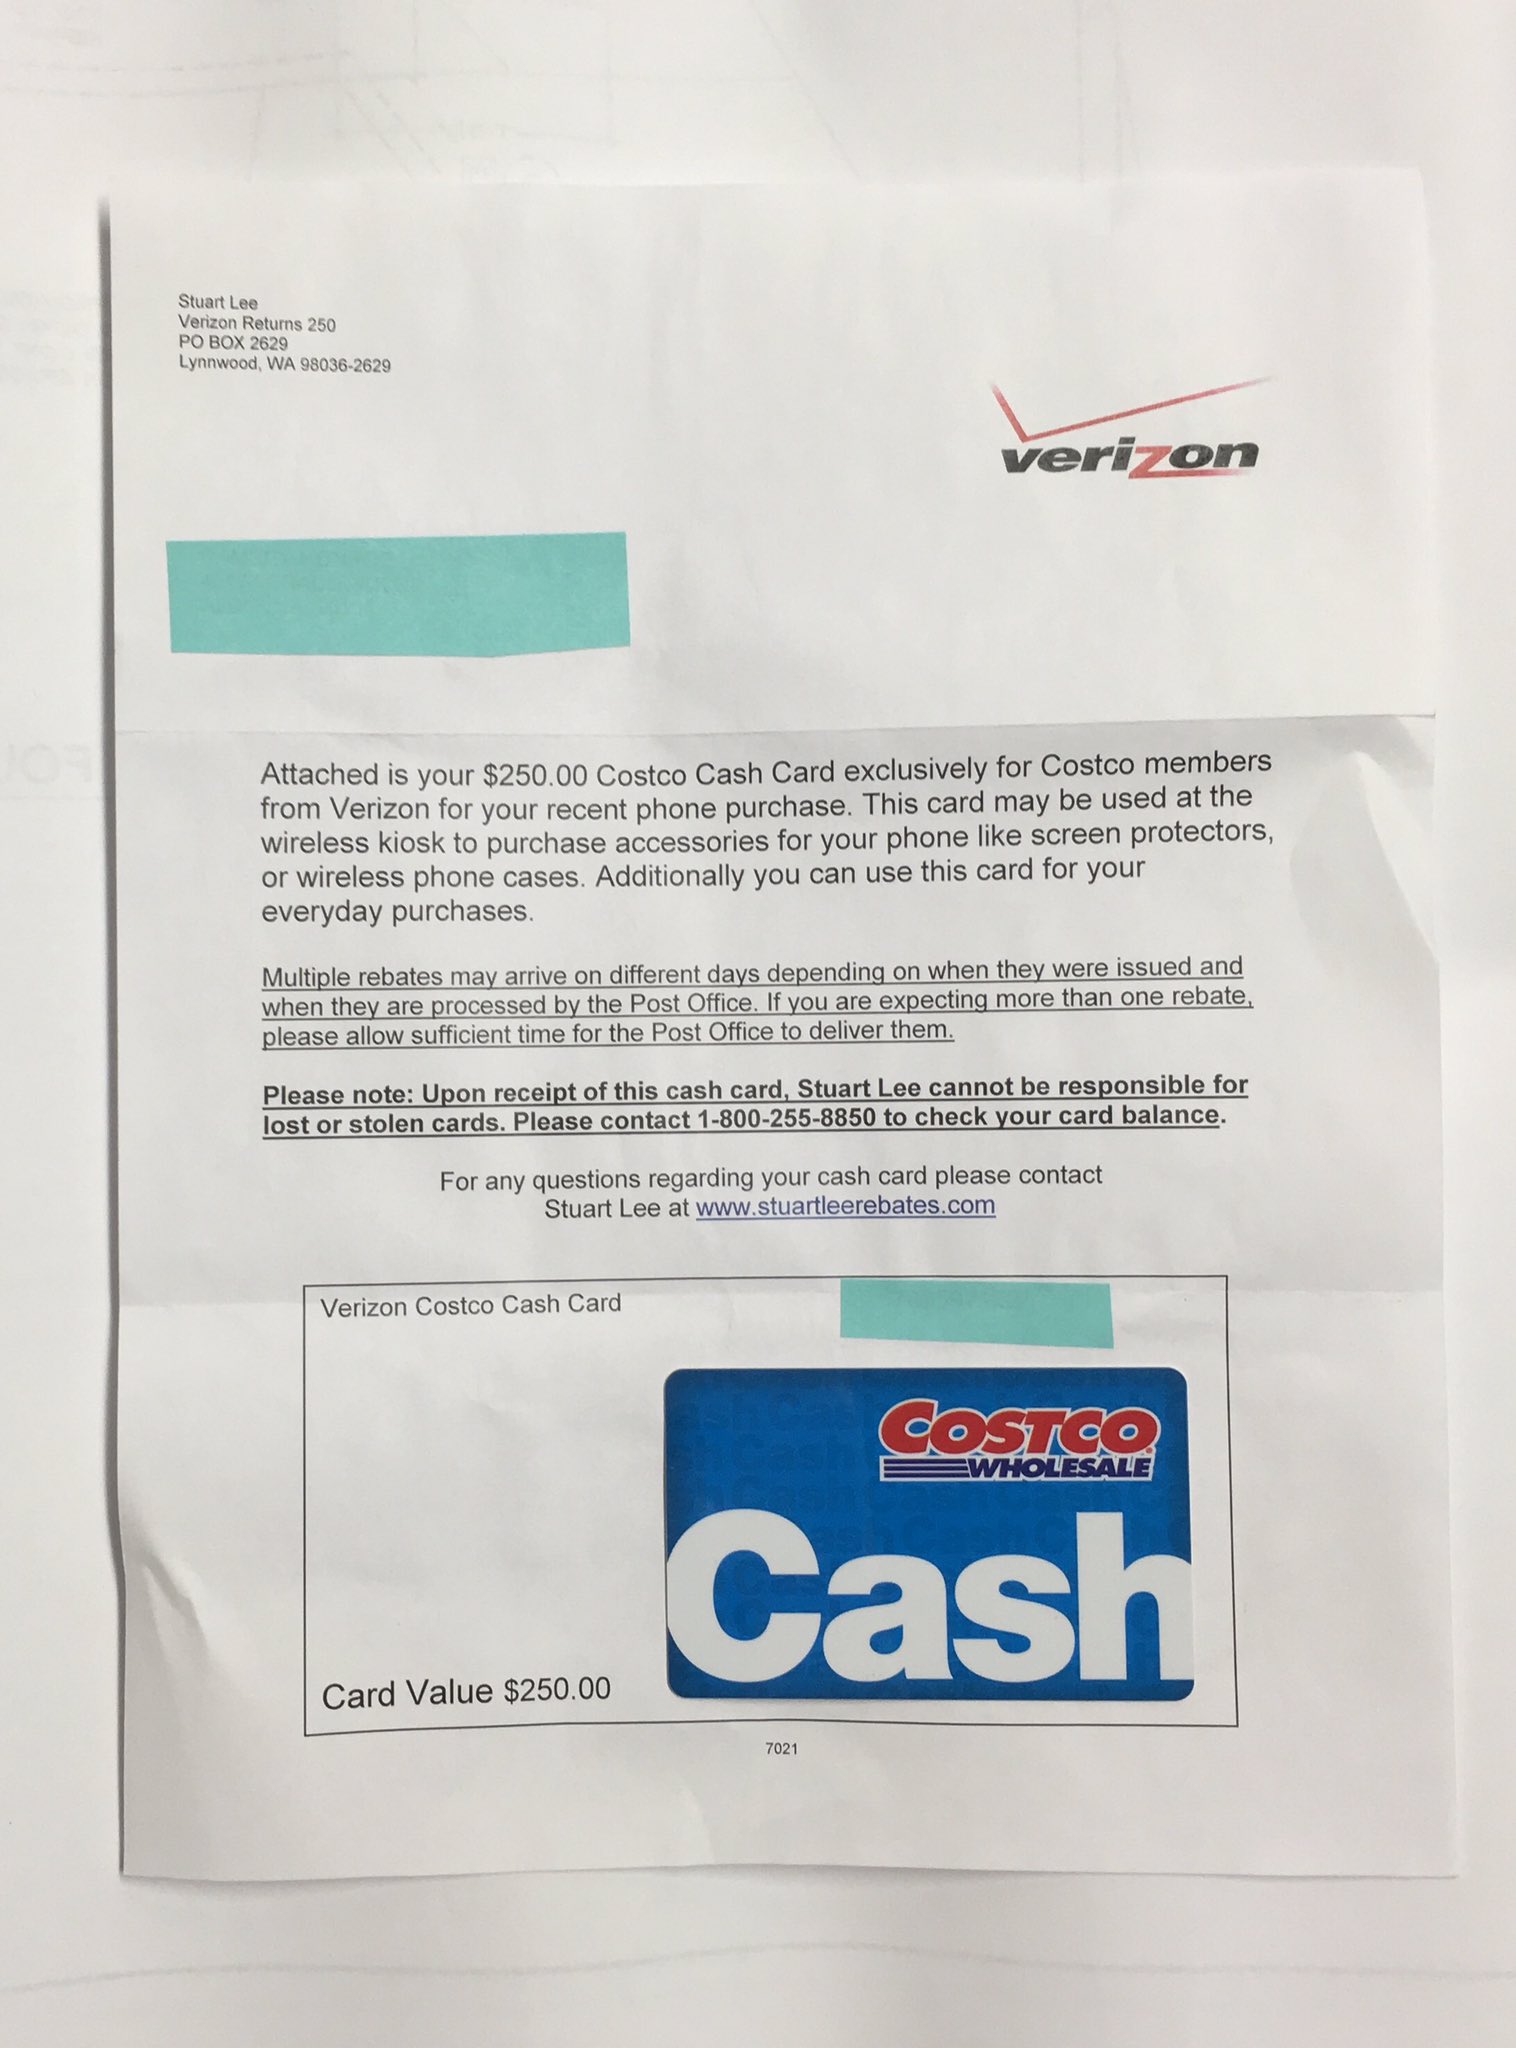 Stuart Lee
Verizon Returns 250
PO BOX 2629
Lynnwood, WA 98036-2629
verizon
Attached is your $250.00 Costco Cash Card exclusively for Costco members
from Verizon for your recent phone purchase. This card may be used at the
wireless kiosk to purchase accessories for your phone like screen protectors,
or wireless phone cases. Additionally you can use this card for your
everyday purchases.
Multiple rebates may arrive on different days depending on when they were issued and
when they are processed by the Post Office. If you are expecting more than one rebate,
please allow sufficient time for the Post Office to deliver them.
Please note: Upon receipt of this cash card, Stuart Lee cannot be responsible for
lost or stolen cards. Please contact 1-800-255-8850 to check your card balance.
For any questions regarding your cash card please contact
Stuart Lee at www.stuartleerebates.com
Verizon Costco Cash Card
COSTCO
WHOLESALE
Cash
Card Value $250.00
7021